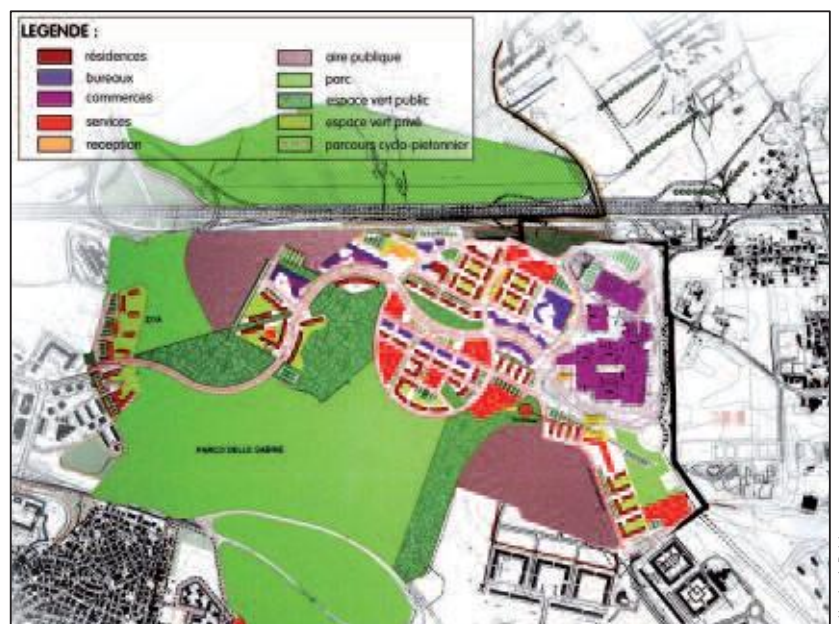 LEGENDE :
résidences
bureaux
commerces
services
reception
aire publique
parc
espace vert public
espace vert privé
parcours cyclo-pietonnier
PARCO DELLE SABINE